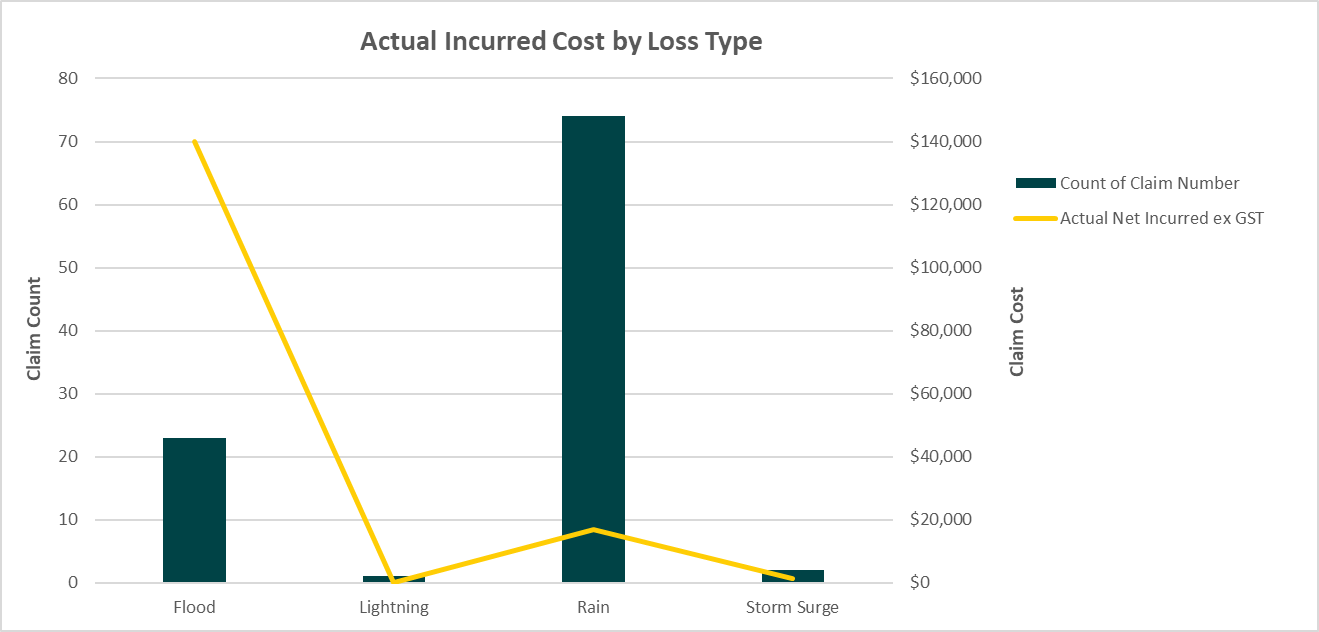 Actual Incurred Cost by Loss Type
80
70
60
50
40
30
20
10
0
Claim Count
$160,000
$140,000
$120,000
$100,000
$80,000
$60,000
$40,000
$20,000
$0
Claim Cost
Flood
Lightning
Rain
Storm Surge
Count of Claim Number
Actual Net Incurred ex GST